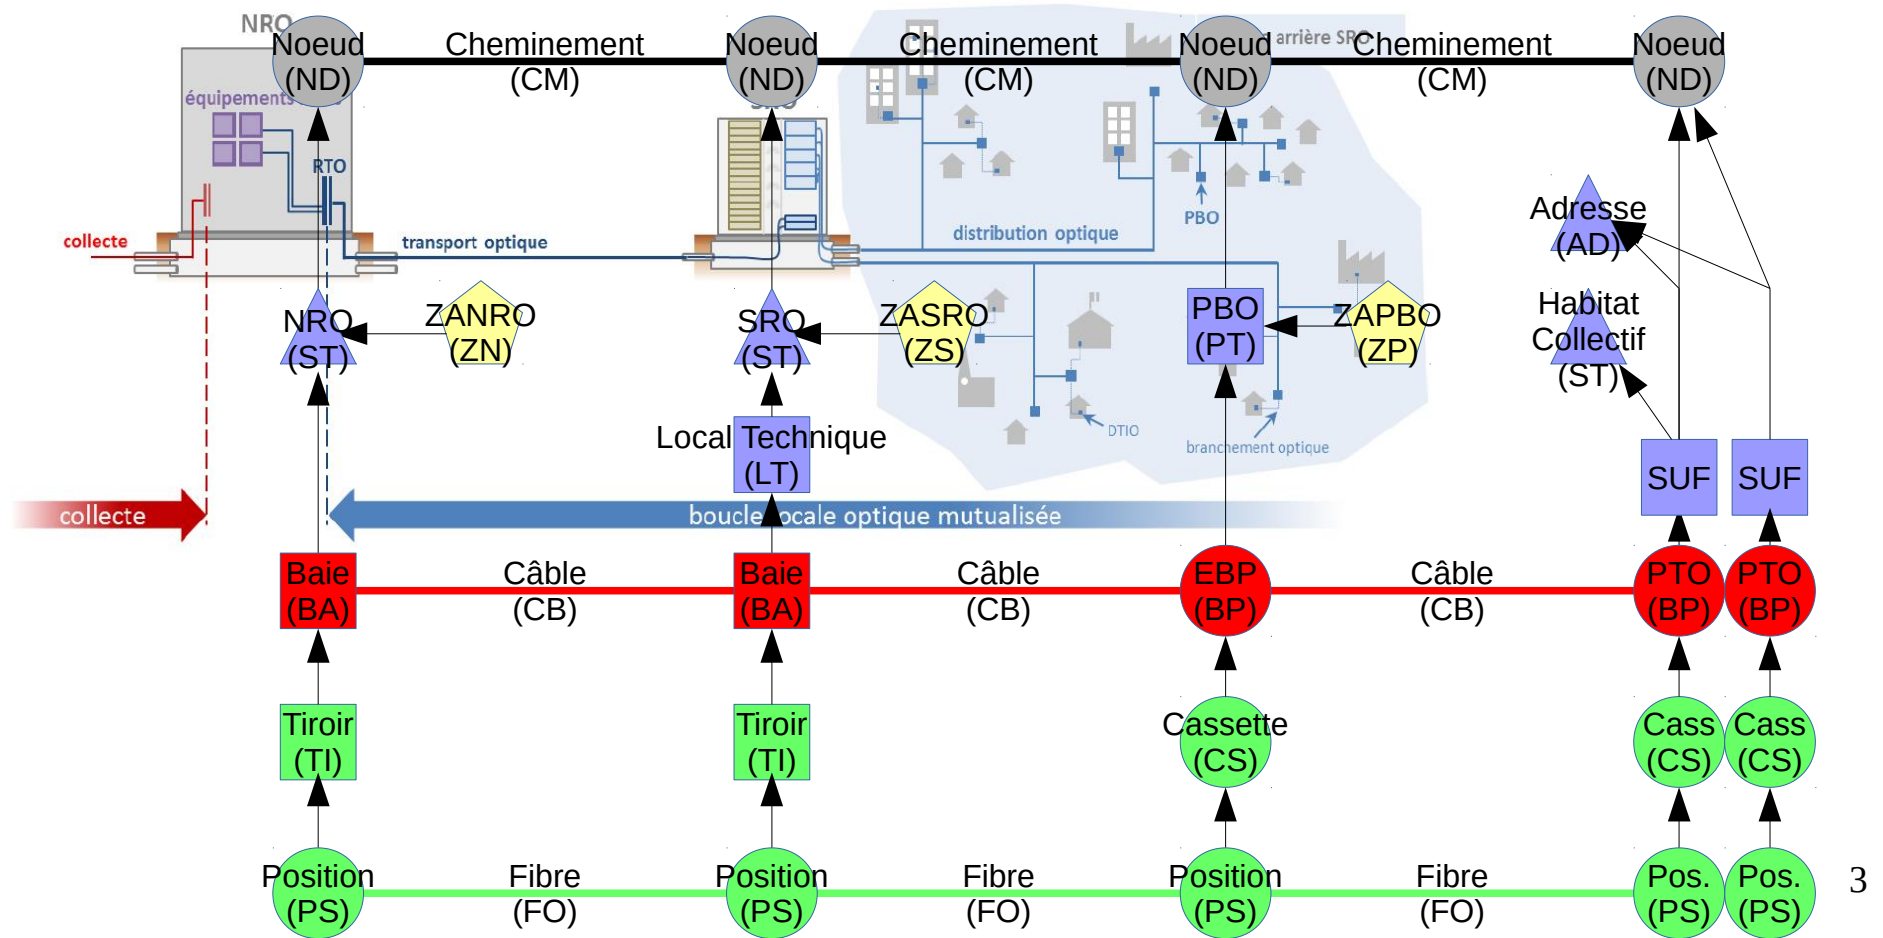 NRO
Noeud
(ND)
Cheminement
(CM)
Noeud
(ND)
Cheminement
(CM)
Noeud
(ND)
arrière SRO
Cheminement
(CM)
Noeud
(ND)
équipements
RTO
PBO
collecte
transport optique
distribution optique
Adresse
(AD)
NRO
(ST)
ZANRO
(ZN)
SRO
(ST)
ZASRO
(ZS)
PBO
(PT)
ZAPBO
(ZP)
Habitat
Collectif
(ST)
Local Technique
(LT)
DTIO
branchement optique
SUF
SUF
collecte
boucle locale optique mutualisée
Baie
(BA)
Câble
(CB)
Baie
(BA)
Câble
(CB)
EBP
(BP)
Câble
(CB)
PTO
(BP)
PTO
(BP)
Tiroir
(TI)
Tiroir
(TI)
Cassette
(CS)
Cass
(CS)
Cass
(CS)
Position
(PS)
Fibre
(FO)
Position
(PS)
Fibre
(FO)
Position
(PS)
Fibre
(FO)
Pos.
(PS)
Pos.
(PS)
3